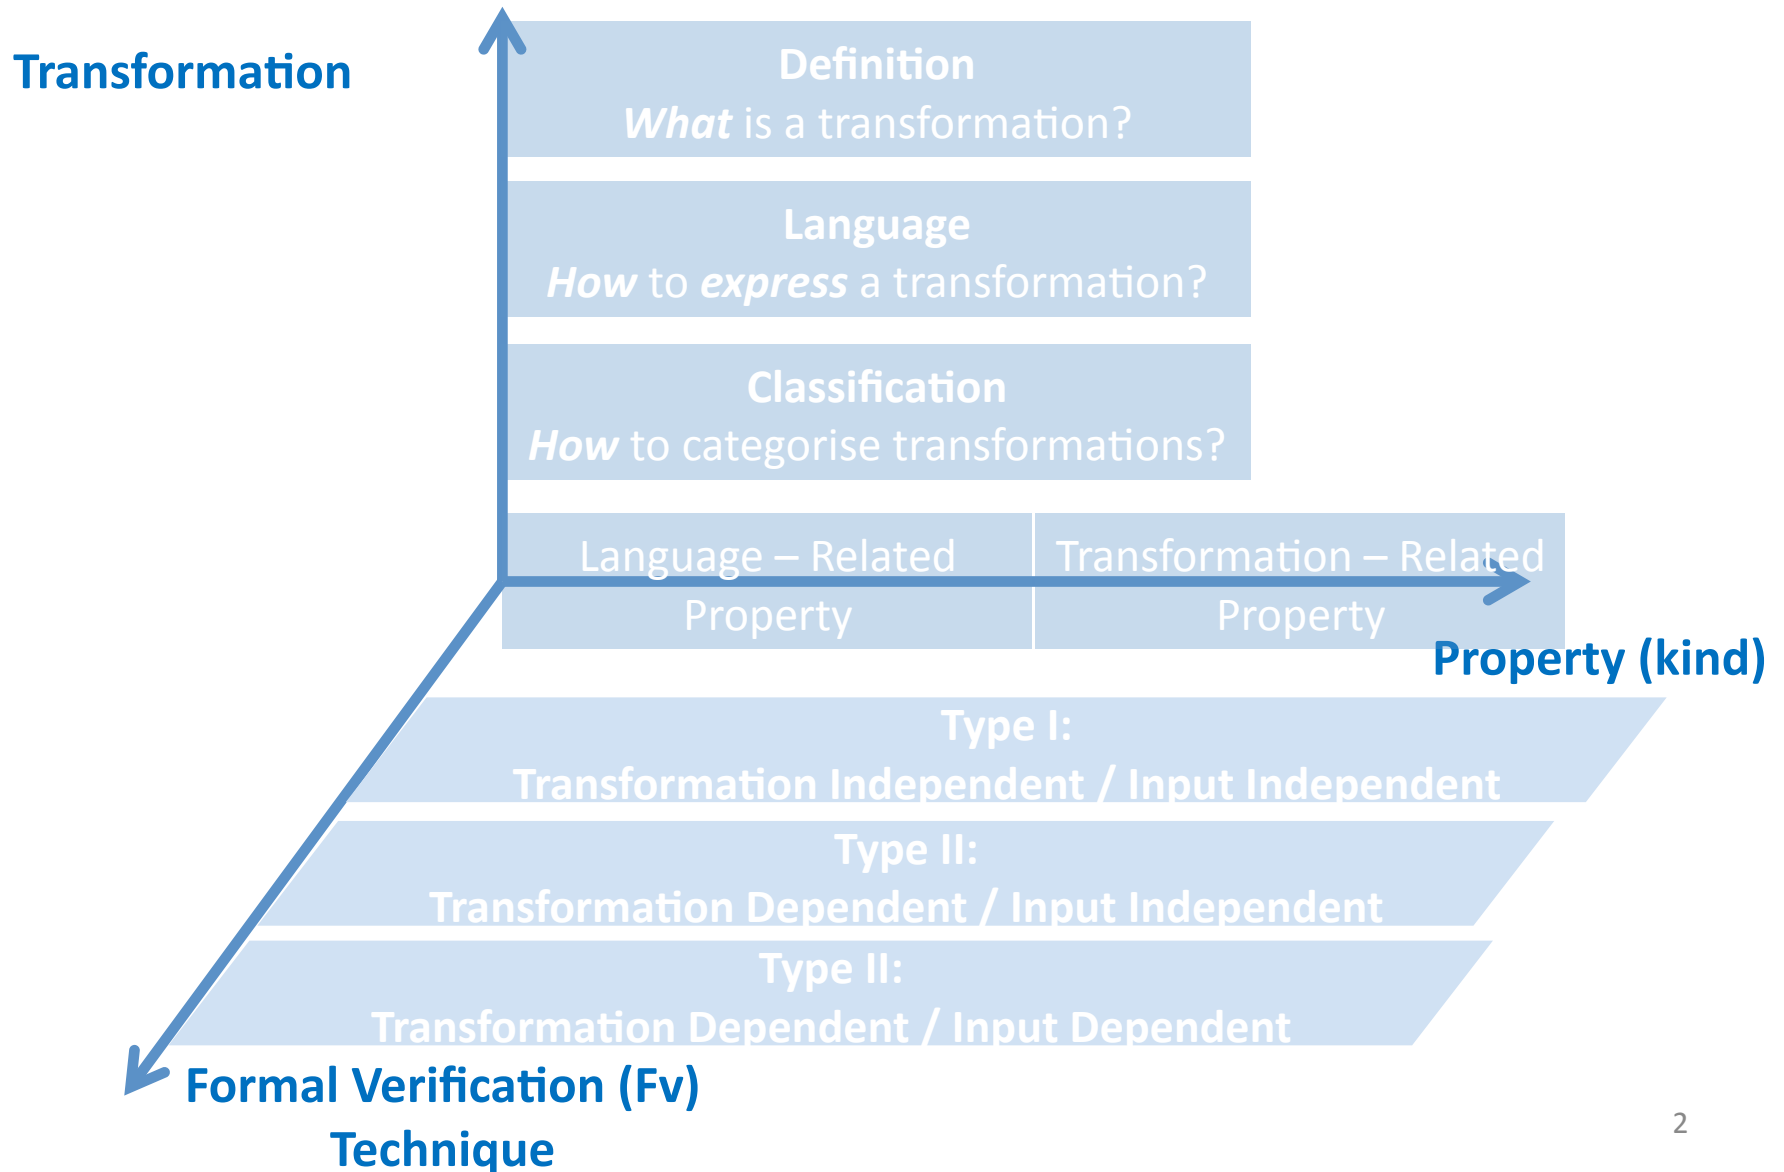 Transformation
Definition
What is a transformation?
Language
How to express a transformation?
Classification
How to categorise transformations?
Language – Related
Property
Transformation – Related
Property
Property (kind)
Type I:
Transformation Independent / Input Independent
Type II:
Transformation Dependent / Input Independent
Type II:
Transformation Dependent / Input Dependent
Formal Verification (Fv)
Technique
2